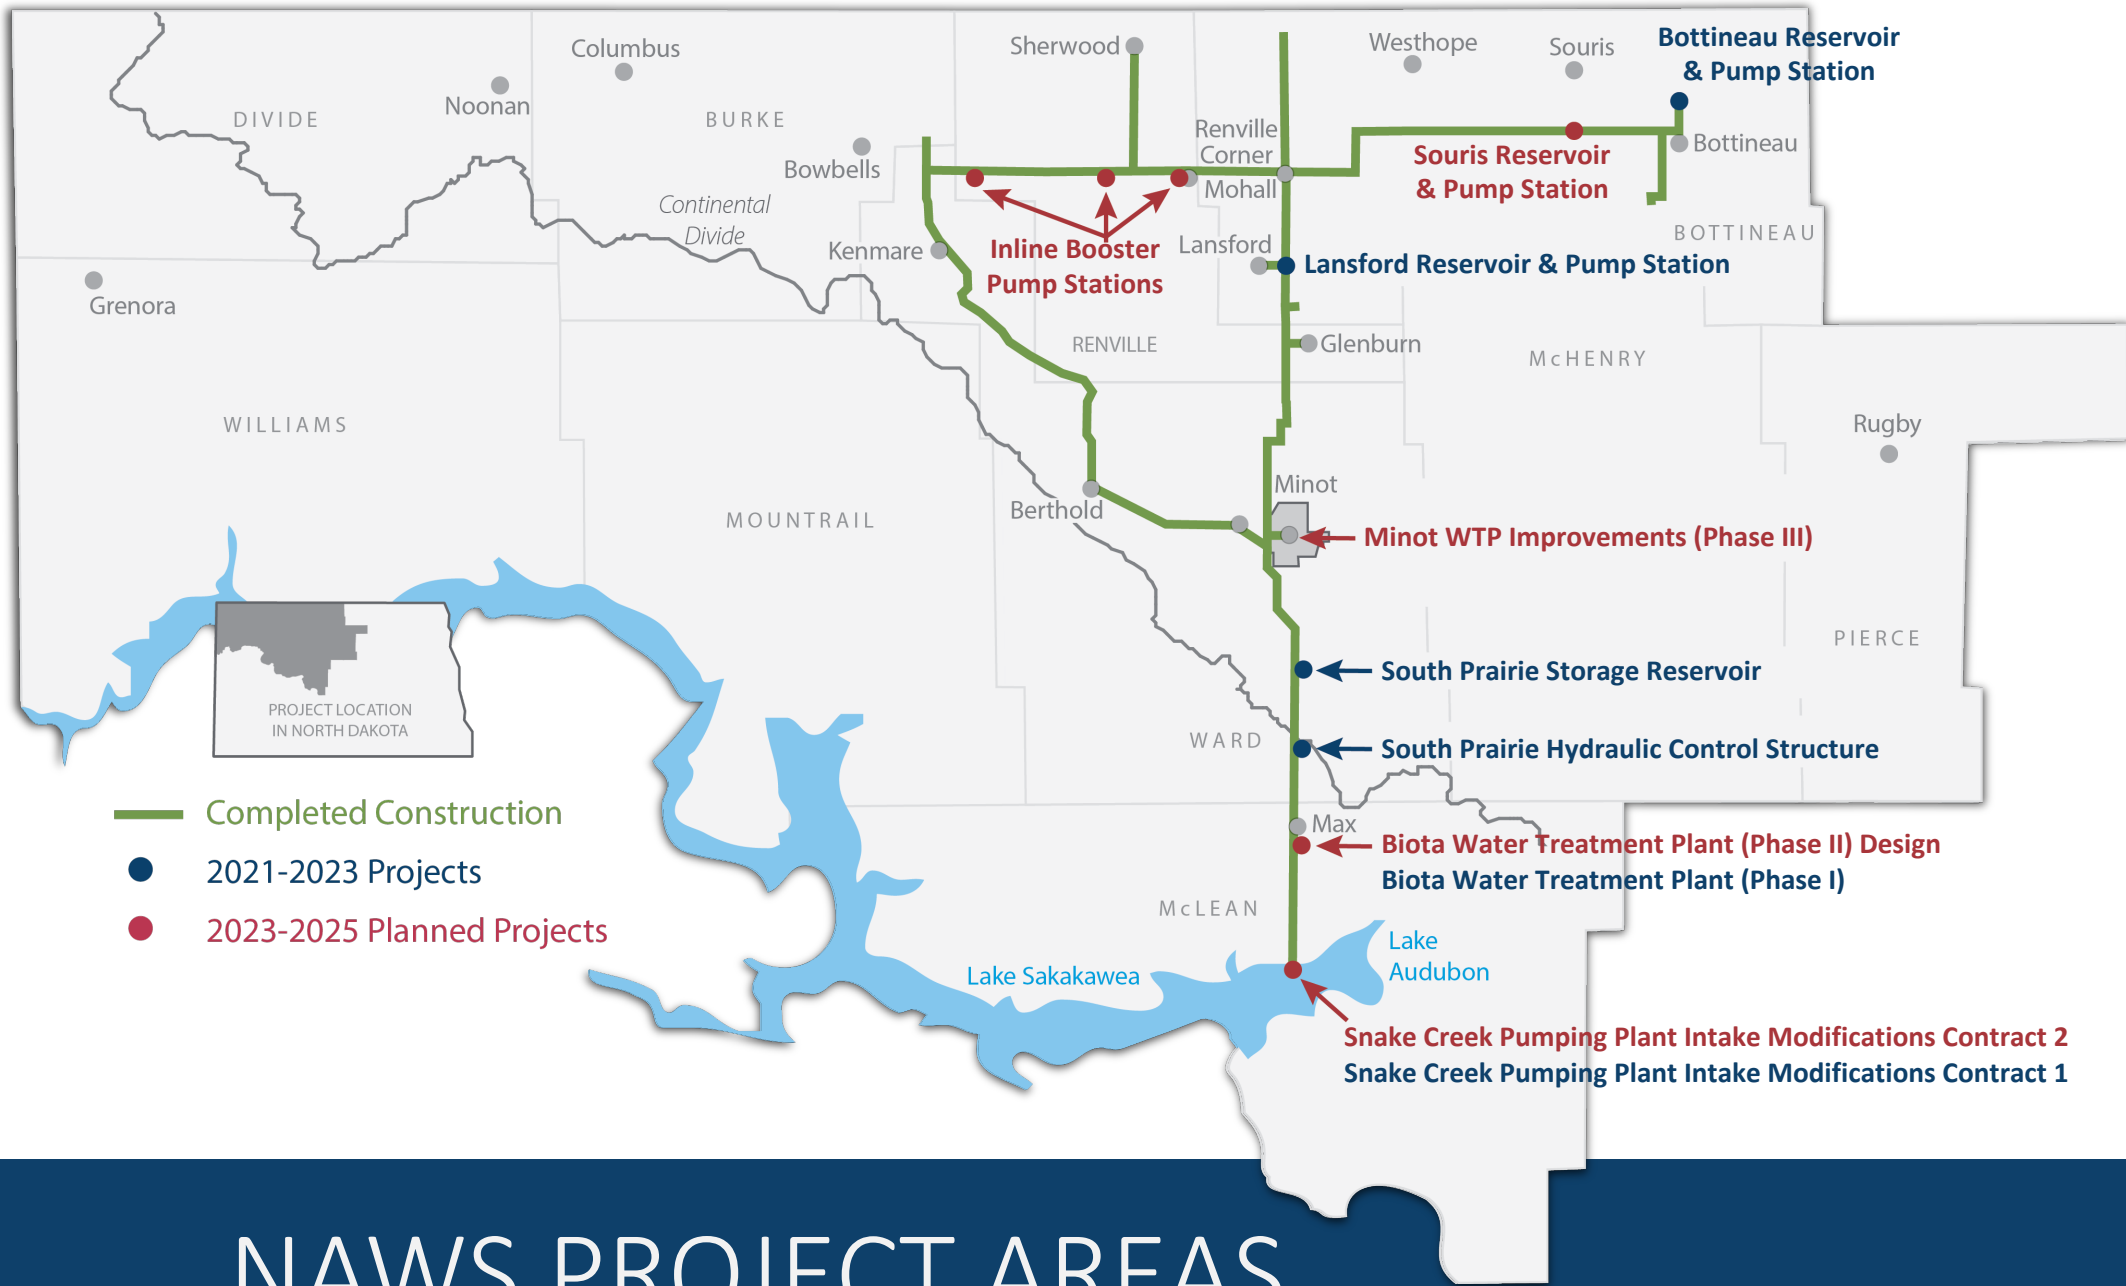 Columbus
Noonan
DIVIDE
BURKE
Bowbells
Continental
Divide
Sherwood
Westhope
Souris
Bottineau Reservoir
& Pump Station
Renville
Corner
Mohall
Souris Reservoir
& Pump Station
Bottineau
BOTTINEAU
Kenmare
Inline Booster
Pump Stations
Lansford
Lansford Reservoir & Pump Station
Grenora
RENVILLE
Glenburn
McHENRY
WILLIAMS
Rugby
MOUNTRAIL
Berthold
Minot
Minot WTP Improvements (Phase III)
PIERCE
South Prairie Storage Reservoir
PROJECT LOCATION
IN NORTH DAKOTA
WARD
South Prairie Hydraulic Control Structure
Completed Construction
2021-2023 Projects
2023-2025 Planned Projects
Max
Biota Water Treatment Plant (Phase II) Design
Biota Water Treatment Plant (Phase I)
McLEAN
Lake
Audubon
Lake Sakakawea
Snake Creek Pumping Plant Intake Modifications Contract 2
Snake Creek Pumping Plant Intake Modifications Contract 1
NAWS PROJECT AREAS